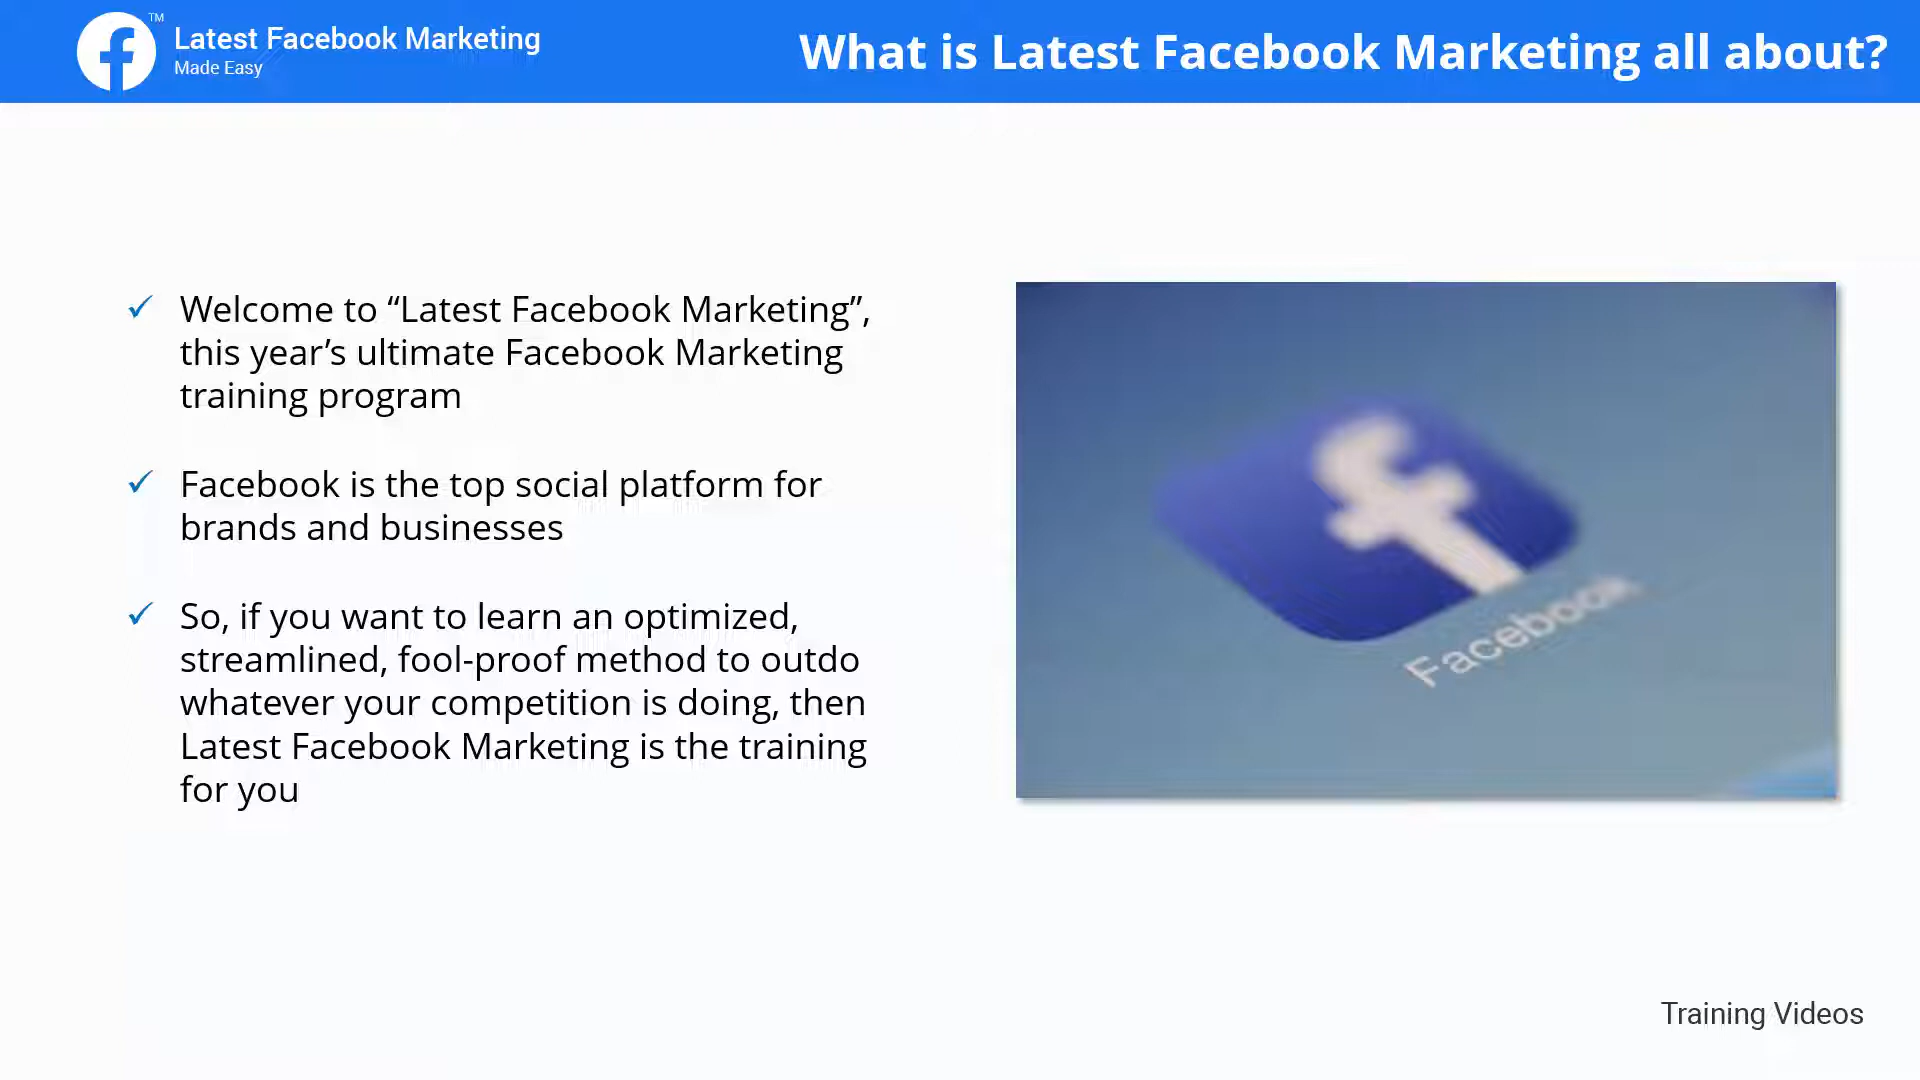 TM
Latest Facebook Marketing
Made Easy
What is Latest Facebook Marketing all about?
Welcome to “Latest Facebook Marketing”,
this year’s ultimate Facebook Marketing
training program
Facebook is the top social platform for
brands and businesses
So, if you want to learn an optimized,
streamlined, fool-proof method to outdo
whatever your competition is doing, then
Latest Facebook Marketing is the training
for you
Facebook
Training Videos